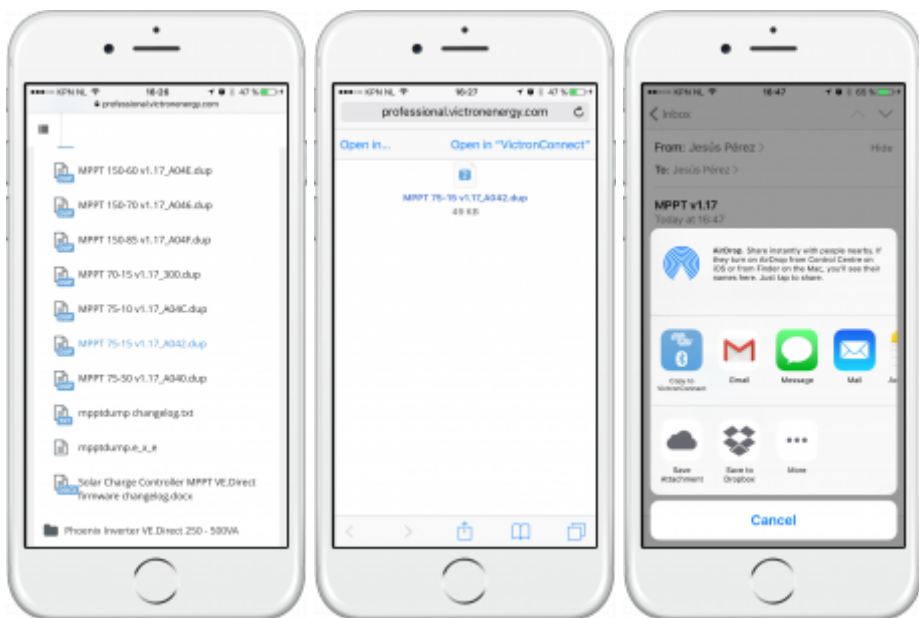 KPN NL 16:26 47 %
professional.victronenergy.com
MPPT 150-60 v1.17_A04E.dup
MPPT 150-70 v1.17_A046.dup
MPPT 150-85 v1.17_A04F.dup
MPPT 70-15 v1.17_300.dup
MPPT 75-10 v1.17_A04C.dup
MPPT 75-15 v1.17_A042.dup
MPPT 75-50 v1.17_A040.dup
mpptdump changelog.txt
mpptdump.e_x_e
Solar Charge Controller MPPT VE.Direct
firmware changelog.docx
Phoenix Inverter VE.Direct 250 - 500VA
KPN NL 16:27 47 %
professional.victronenergy.com
Open in... Open in "VictronConnect"
MPPT 75-15 v1.17_A042.dup
49 KB
KPN NL 16:47 65 %
Inbox
From: Jesús Pérez > Hide
To: Jesús Pérez >
MPPT v1.17
Today at 16:47
AirDrop. Share instantly with people nearby. If
they turn on AirDrop from Control Centre on
iOS or from Finder on the Mac, you'll see their
names here. Just tap to share.
Copy to
VictronConnect
Email
Message
Mail
Save
Attachment
Save to
Dropbox
More
Cancel